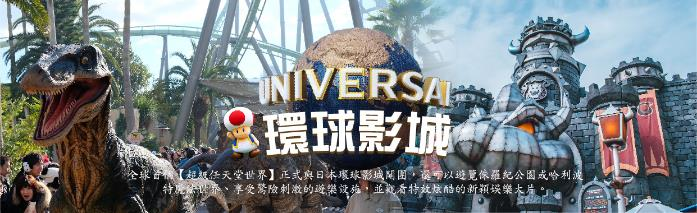 UNIVERSAL
環球影城
全球首個【超級任天堂世界】正式與日本環球影城開園，還可以遊覽侏羅紀公園或哈利波
特魔法世界、享受驚險刺激的遊樂設施，並觀看特效炫酷的新穎娛樂大片。